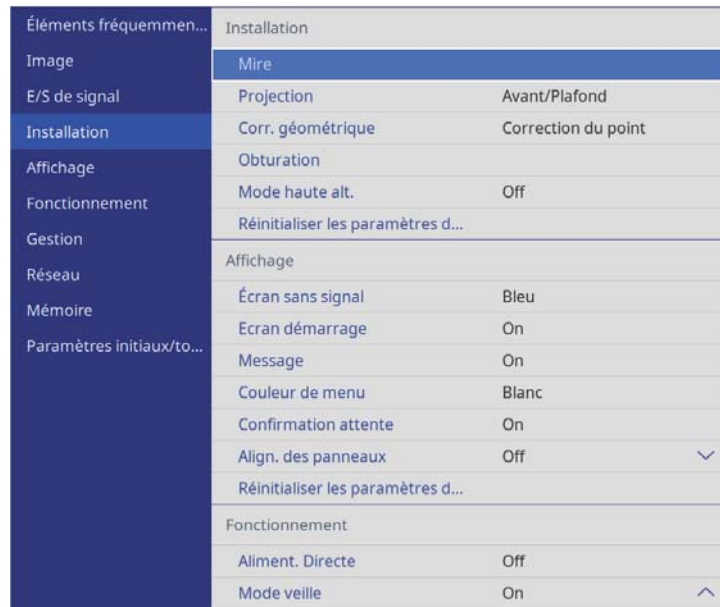 Éléments fréquemmen...
Image
E/S de signal
Installation
Affichage
Fonctionnement
Gestion
Réseau
Mémoire
Paramètres initiaux/to...
Installation
Mire
Projection Avant/Plafond
Corr. géométrique Correction du point
Obturation
Mode haute alt. Off
Réinitialiser les paramètres d...
Affichage
Écran sans signal Bleu
Ecran démarrage On
Message On
Couleur de menu Blanc
Confirmation attente On
Align. des panneaux Off
Réinitialiser les paramètres d...
Fonctionnement
Aliment. Directe Off
Mode veille On